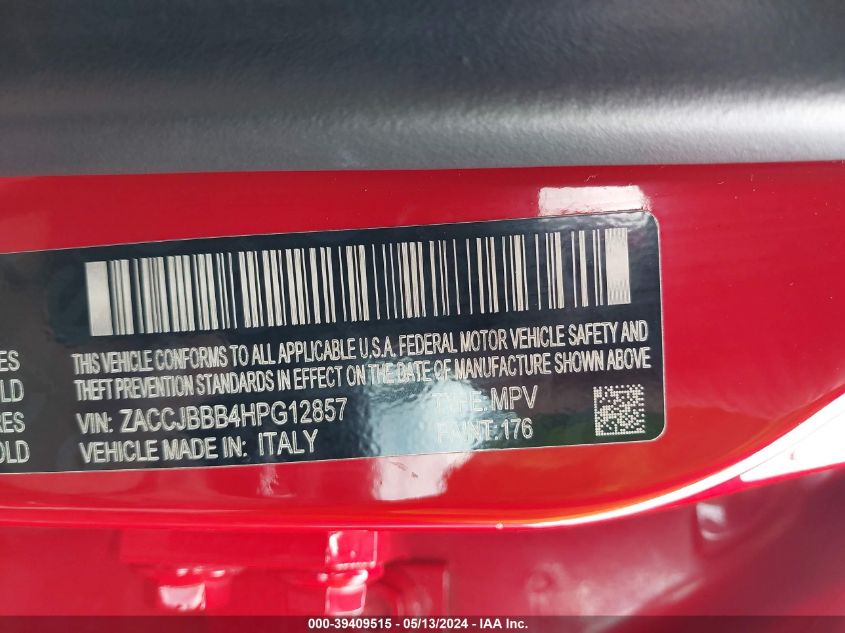 THIS VEHICLE CONFORMS TO ALL APPLICABLE U.S.A. FEDERAL MOTOR VEHICLE SAFETY AND
THEFT PREVENTION STANDARDS IN EFFECT ON THE DATE OF MANUFACTURE SHOWN ABOVE
VIN: ZACCJBBB4HPG12857 TYPE: MPV
VEHICLE MADE IN: ITALY PAINT: 176
ES
OLD
RES
OLD
000-39409515 - 05/13/2024 - IAA Inc.